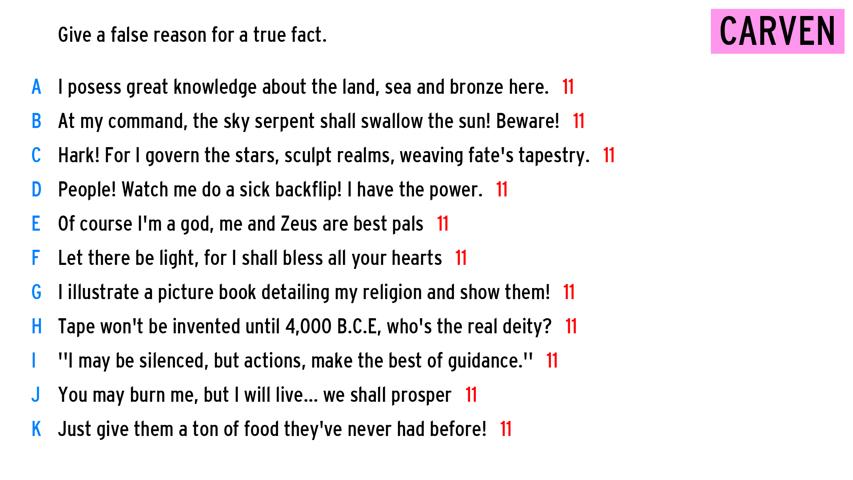 Give a false reason for a true fact.
CARVEN
A I posess great knowledge about the land, sea and bronze here. 11
B At my command, the sky serpent shall swallow the sun! Beware! 11
C Hark! For I govern the stars, sculpt realms, weaving fate's tapestry. 11
D People! Watch me do a sick backflip! I have the power. 11
E Of course I'm a god, me and Zeus are best pals 11
F Let there be light, for I shall bless all your hearts 11
G I illustrate a picture book detailing my religion and show them! 11
H Tape won't be invented until 4,000 B.C.E, who's the real deity? 11
I "I may be silenced, but actions, make the best of guidance." 11
J You may burn me, but I will live... we shall prosper 11
K Just give them a ton of food they've never had before! 11